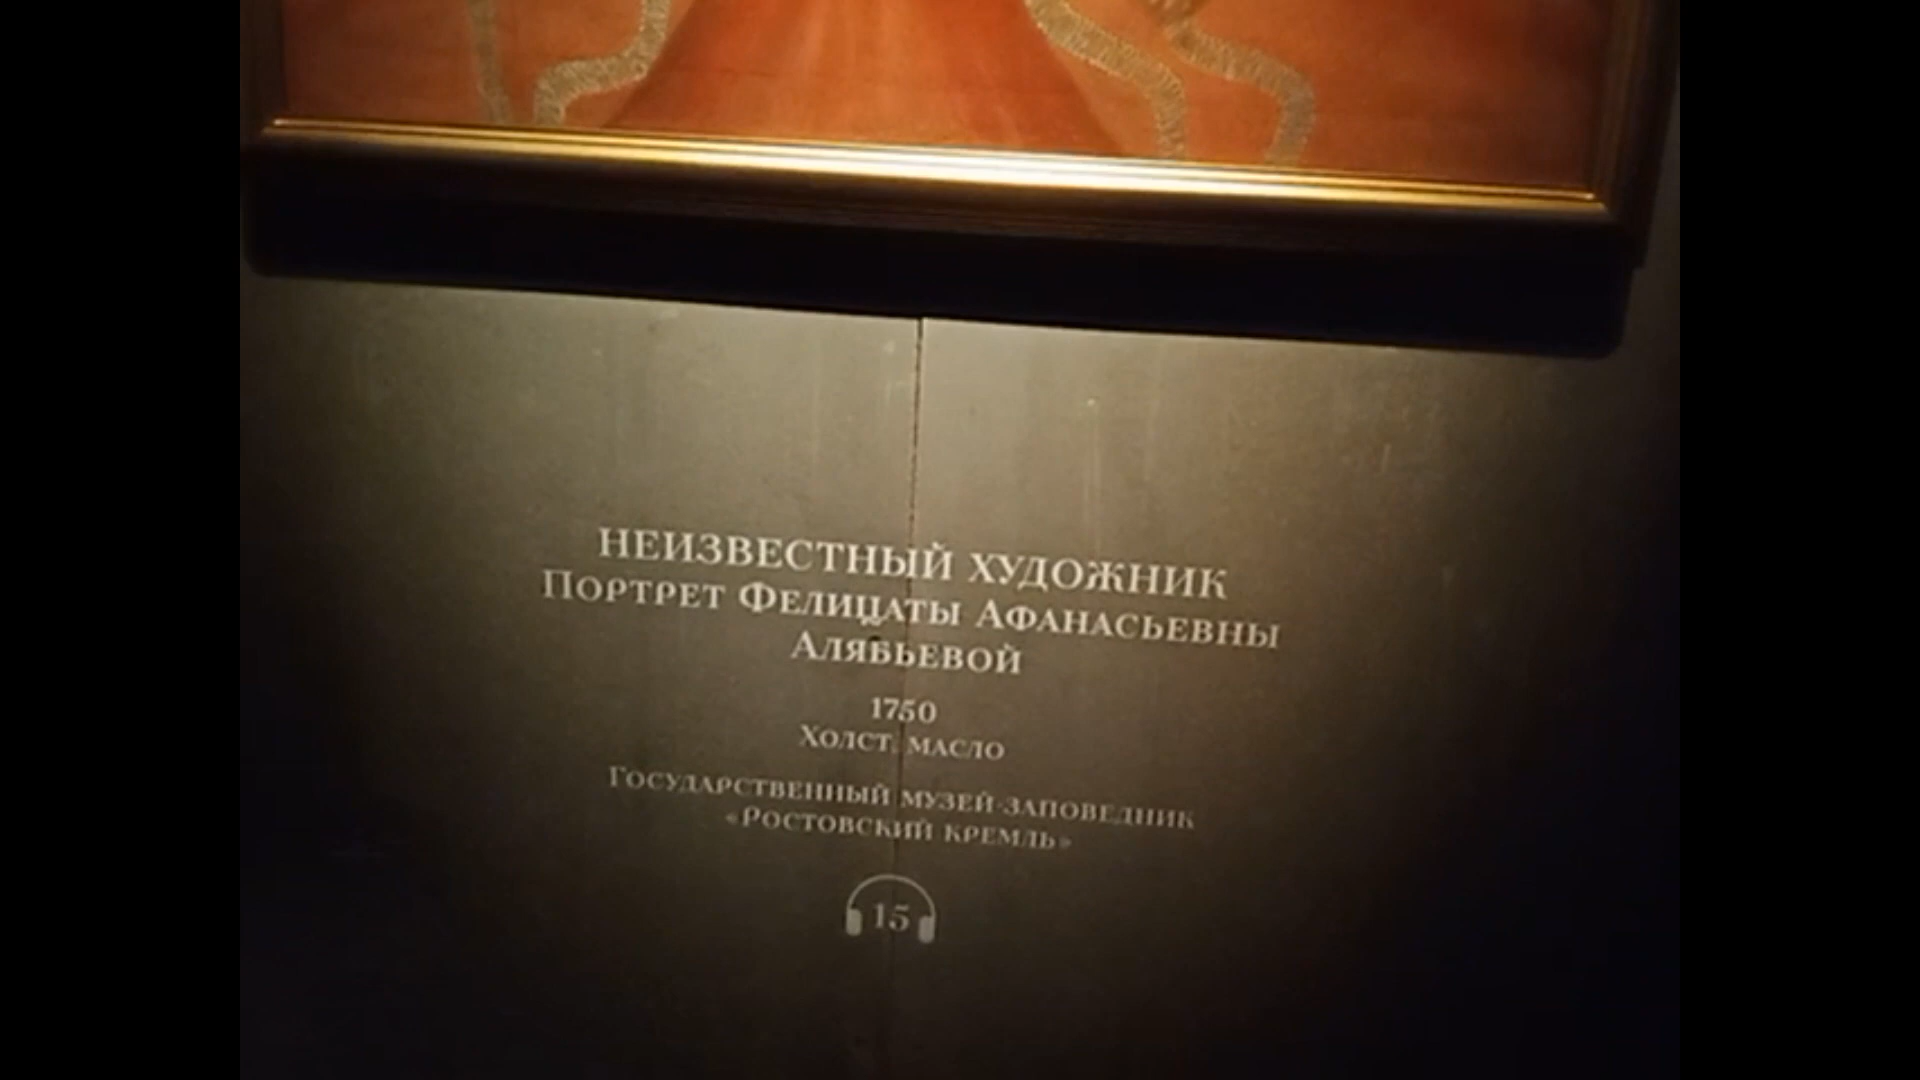 НЕИЗВЕСТНЫЙ ХУДОЖНИК
Портрет Фелицаты Афанасьевны
Алябьевой
1750
Холст, масло
Государственный музей-заповедник
«Ростовский кремль»
15